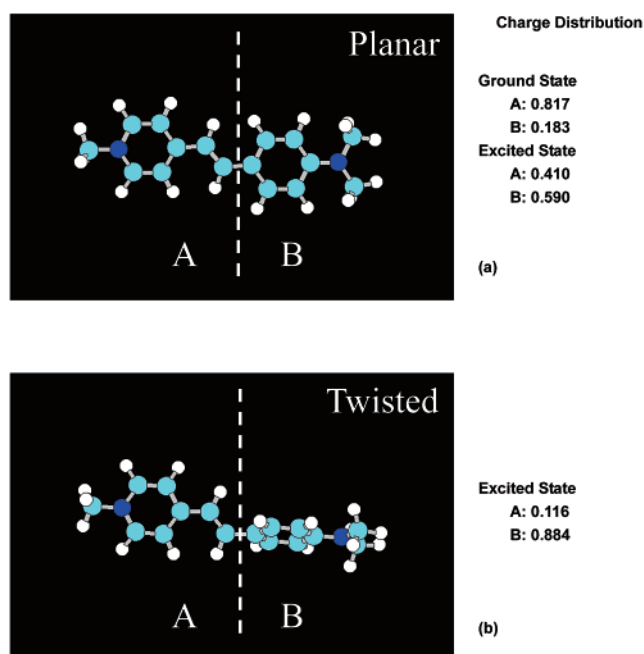 Charge Distribution
Planar
Ground State
A: 0.817
B: 0.183
Excited State
A: 0.410
B: 0.590
A
B
(a)
Twisted
Excited State
A: 0.116
B: 0.884
A
B
(b)